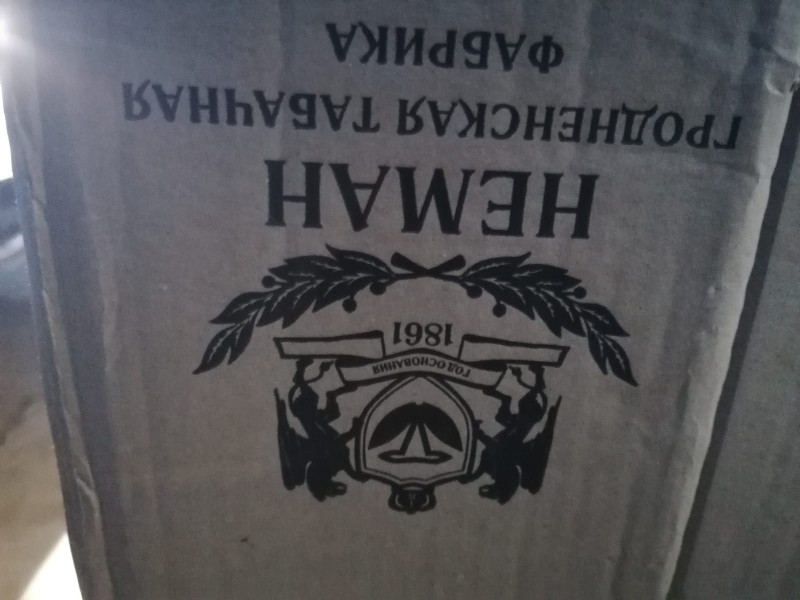 ГОД ОСНОВАНИЯ
1861
НЕМАН
ГРОДНЕНСКАЯ ТАБАЧНАЯ
ФАБРИКА